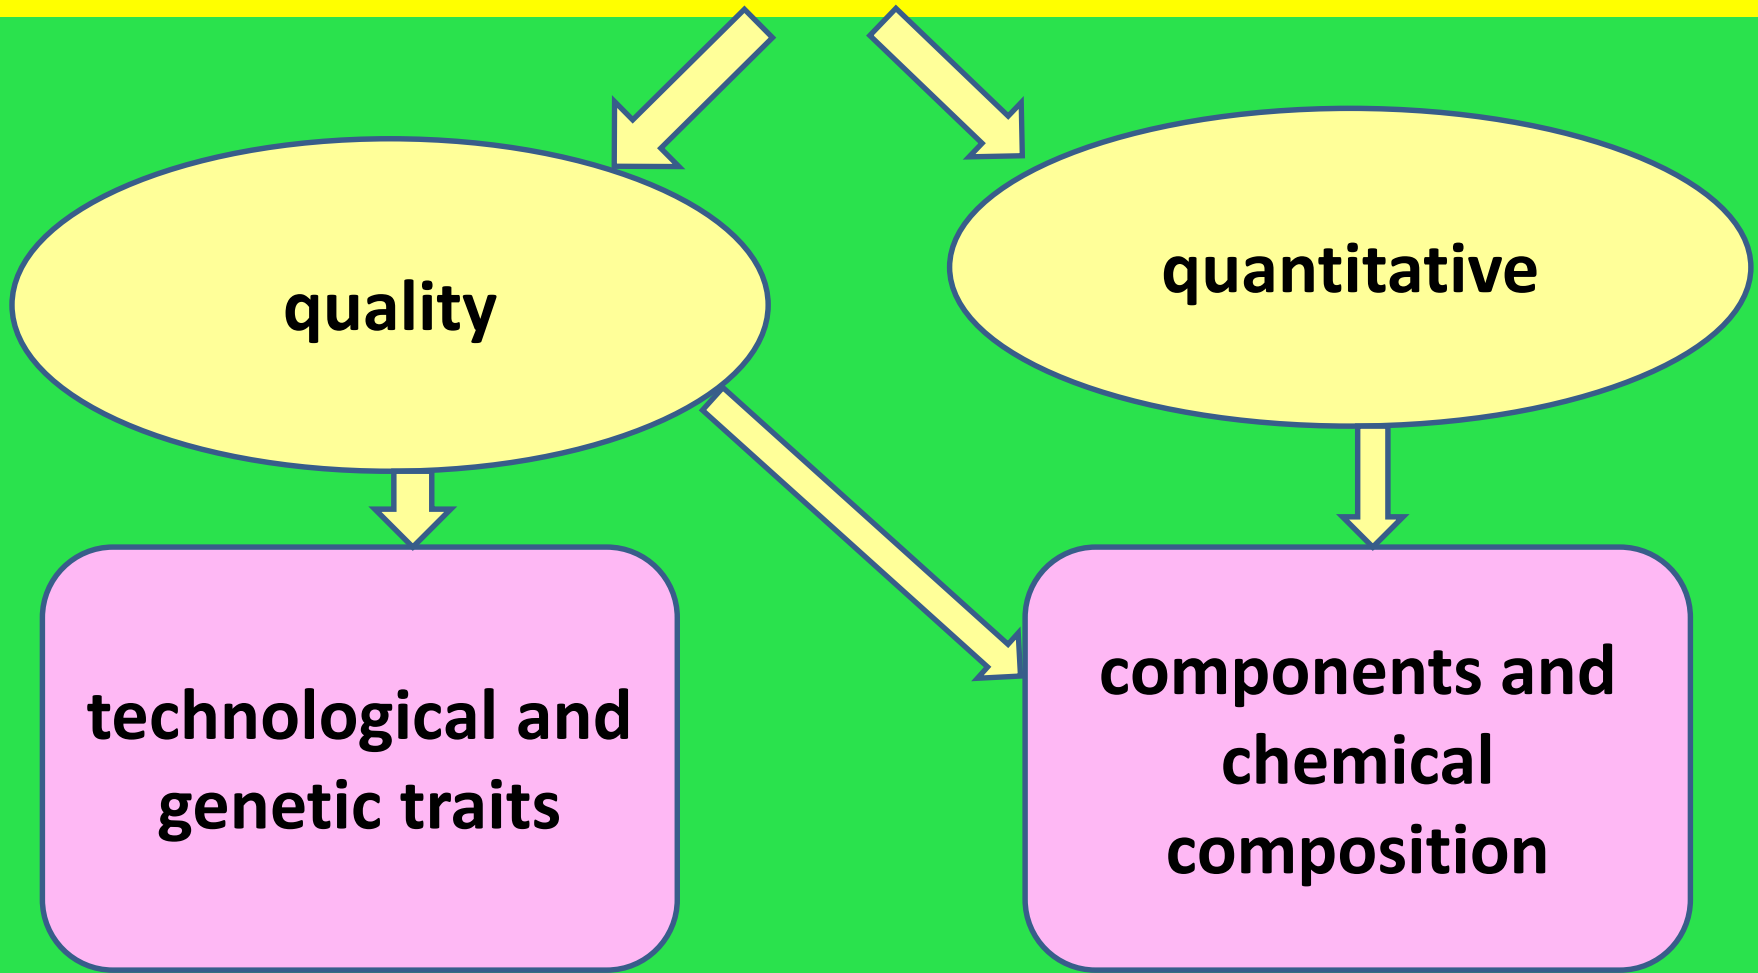 quality
quantitative
technological and
genetic traits
components and
chemical
composition